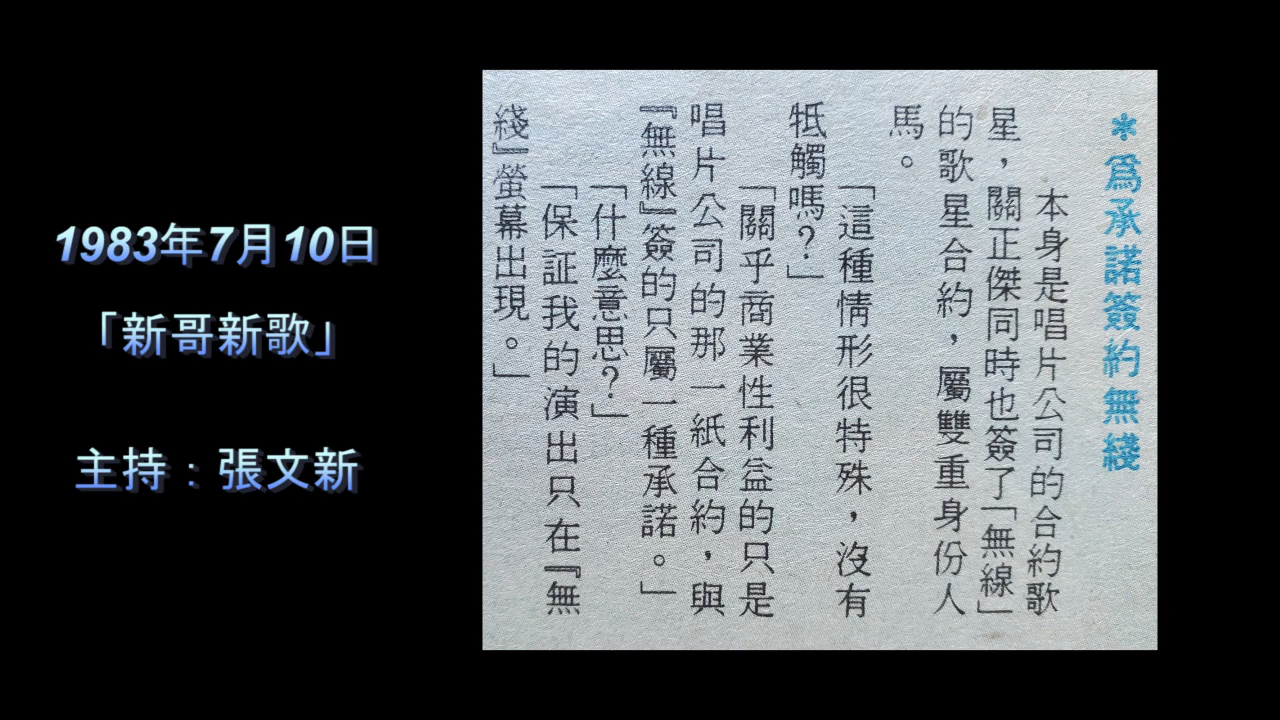 1983年7月10日
「新哥新歌」
主持：張文新
＊爲承諾簽約無綫
本身是唱片公司的合約歌
星，關正傑同時也簽了「無線」
的歌星合約，屬雙重身份人
馬。
「這種情形很特殊，沒有
牴觸嗎？」
「關乎商業性利益的只是
唱片公司的那一紙合約，與
『無線』簽的只屬一種承諾。」
「什麼意思？」
「保証我的演出只在『無
綫』螢幕出現。」